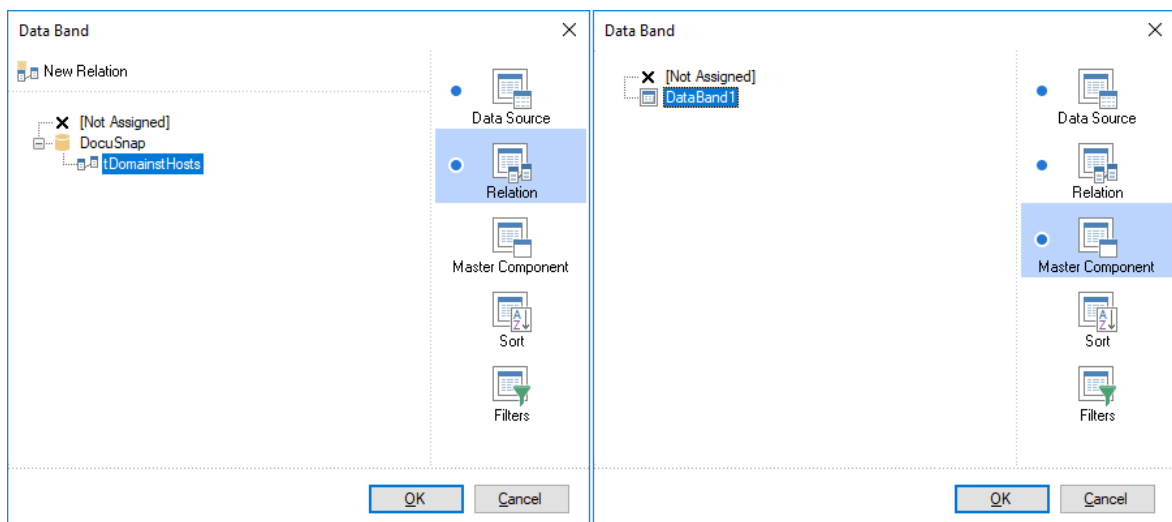 Data Band
New Relation
[Not Assigned]
DocuSnap
tDomainstHosts
Data Source
Relation
Master Component
Sort
Filters
OK
Cancel
Data Band
[Not Assigned]
DataBand1
Data Source
Relation
Master Component
Sort
Filters
OK
Cancel